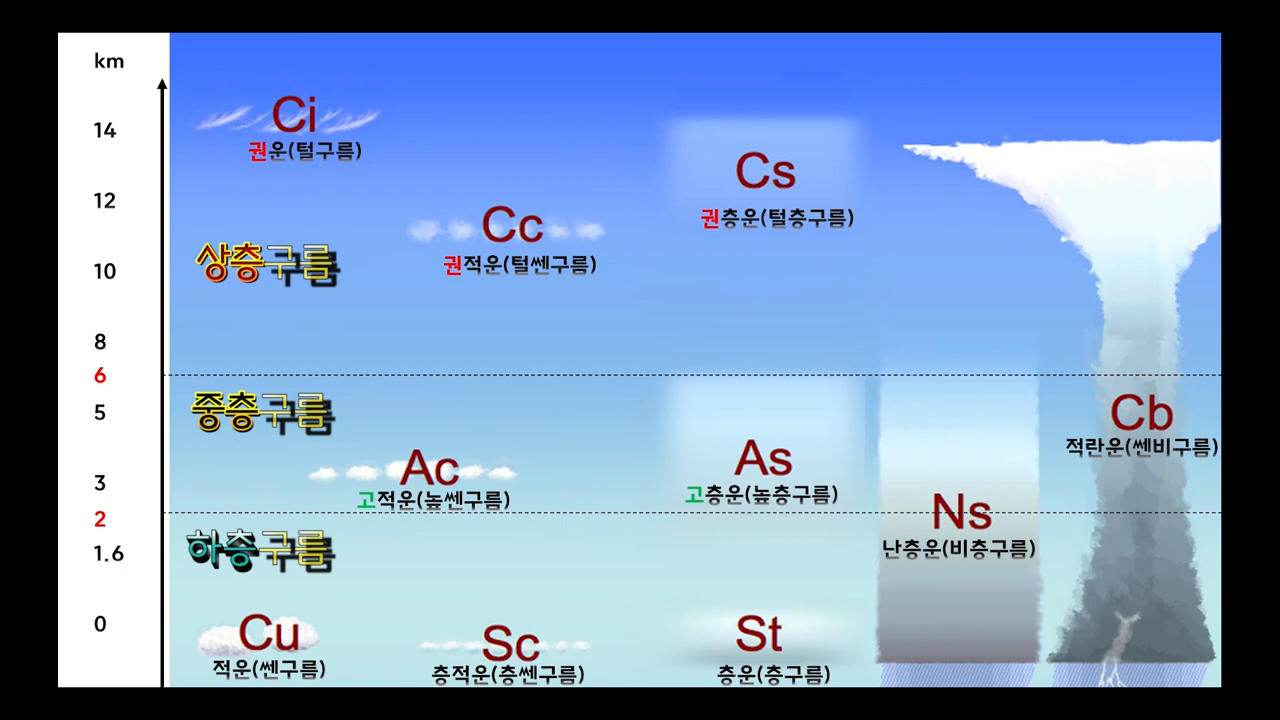 km
14
12
10
8
6
5
3
2
1.6
0
Ci
권운(털구름)
Cs
권층운(털층구름)
Cc
권적운(털쎈구름)
상층구름
중층구름
Cb
적란운(쎈비구름)
Ac
고적운(높쎈구름)
As
고층운(높층구름)
Ns
난층운(비층구름)
하층구름
Cu
적운(쎈구름)
Sc
층적운(층쎈구름)
St
층운(층구름)